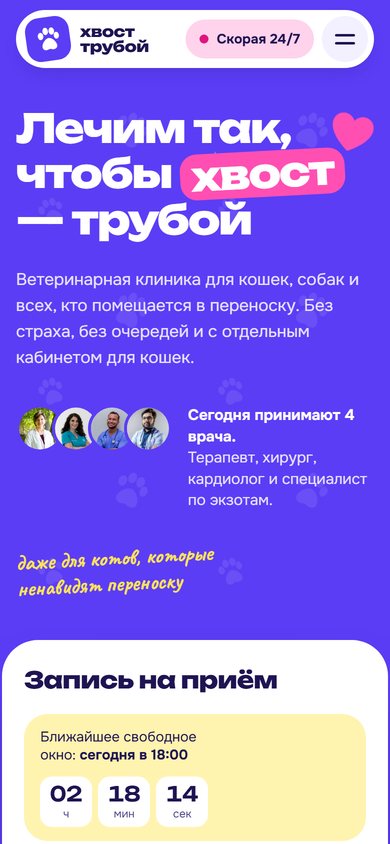 хвост
трубой
Скорая 24/7
Лечим так,
чтобы хвост
— трубой
Ветеринарная клиника для кошек, собак и
всех, кто помещается в переноску. Без
страха, без очередей и с отдельным
кабинетом для кошек.
Сегодня принимают 4
врача.
Терапевт, хирург,
кардиолог и специалист
по экзотам.
даже для котов, которые
ненавидят переноску
Запись на приём
Ближайшее свободное
окно: сегодня в 18:00
02 18 14
ч мин сек